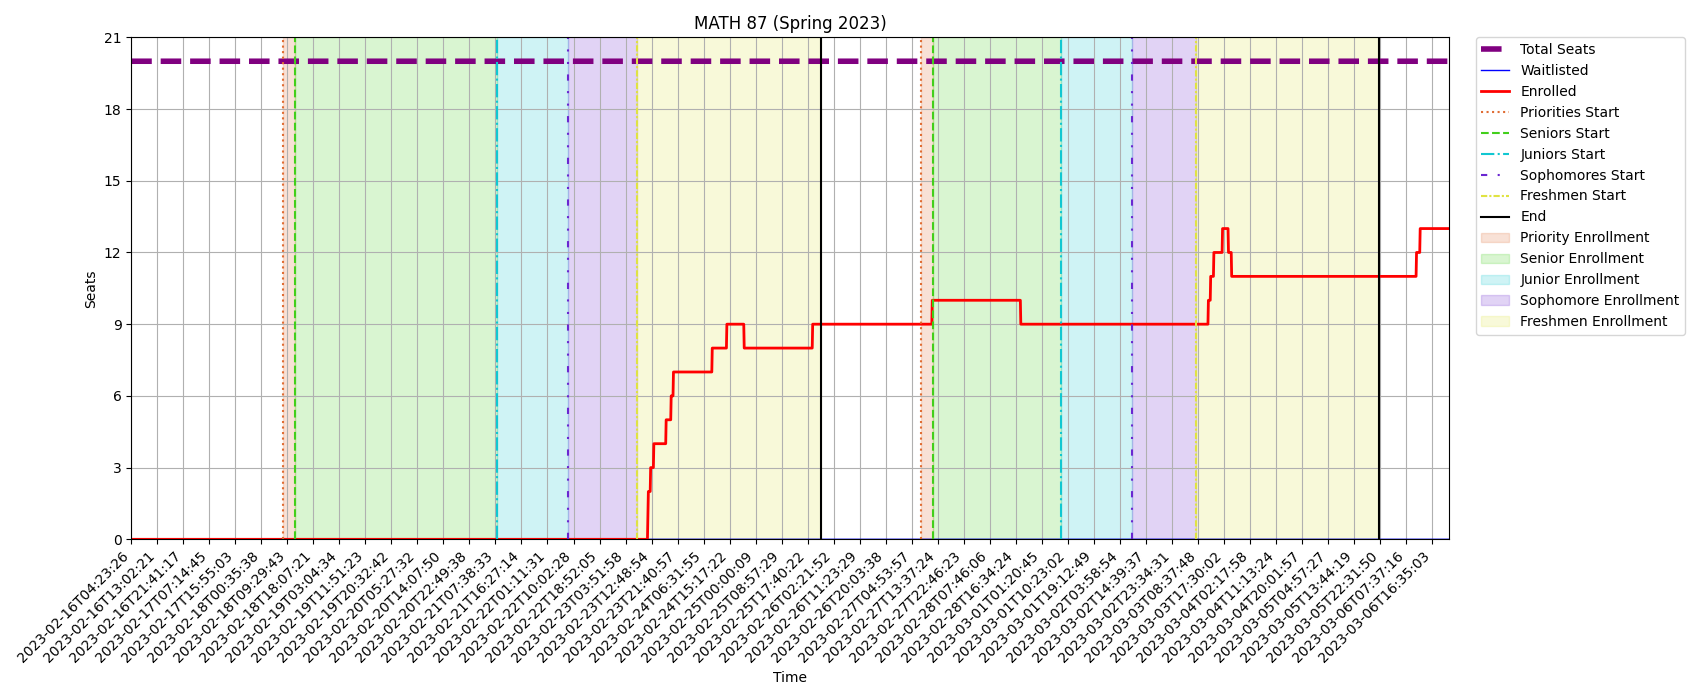 MATH 87 (Spring 2023)
21
18
15
12
9
6
3
0
Seats
2023-02-16T04:23:26
2023-02-16T13:02:21
2023-02-16T21:41:17
2023-02-17T07:14:45
2023-02-17T15:55:03
2023-02-18T00:35:38
2023-02-18T09:29:43
2023-02-18T18:07:21
2023-02-19T03:04:34
2023-02-19T11:51:23
2023-02-19T20:32:42
2023-02-20T05:27:32
2023-02-20T14:07:50
2023-02-20T22:49:38
2023-02-21T07:38:33
2023-02-21T16:27:14
2023-02-22T01:11:31
2023-02-22T10:02:28
2023-02-22T18:52:05
2023-02-23T03:51:58
2023-02-23T12:48:54
2023-02-23T21:40:57
2023-02-24T06:31:55
2023-02-24T15:17:22
2023-02-25T00:00:09
2023-02-25T08:57:29
2023-02-25T17:40:22
2023-02-26T02:21:52
2023-02-26T11:23:29
2023-02-26T20:03:38
2023-02-27T04:53:57
2023-02-27T13:37:24
2023-02-27T22:46:23
2023-02-28T07:46:06
2023-02-28T16:34:24
2023-03-01T01:20:45
2023-03-01T10:23:02
2023-03-01T19:12:49
2023-03-02T03:58:54
2023-03-02T14:39:37
2023-03-02T23:34:31
2023-03-03T08:37:48
2023-03-03T17:30:02
2023-03-04T02:17:58
2023-03-04T11:13:24
2023-03-04T20:01:57
2023-03-05T04:57:27
2023-03-05T13:44:19
2023-03-05T22:31:50
2023-03-06T07:37:16
2023-03-06T16:35:03
Time
Total Seats
Waitlisted
Enrolled
Priorities Start
Seniors Start
Juniors Start
Sophomores Start
Freshmen Start
End
Priority Enrollment
Senior Enrollment
Junior Enrollment
Sophomore Enrollment
Freshmen Enrollment